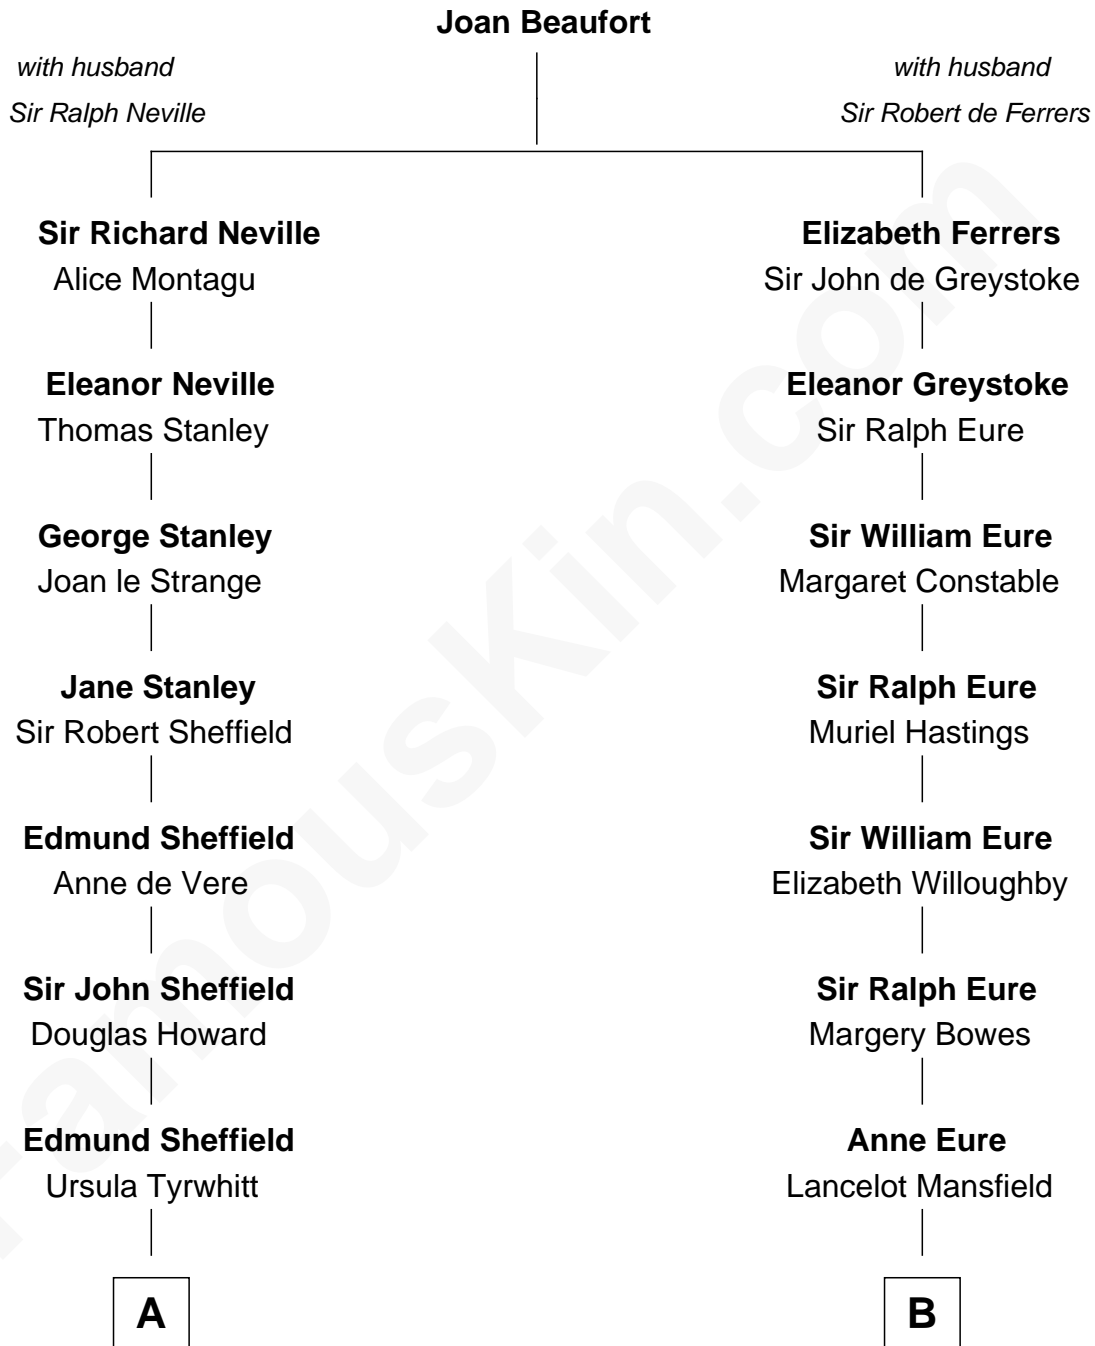 Joan Beaufort
with husband
Sir Ralph Neville
with husband
Sir Robert de Ferrers
Sir Richard Neville
Alice Montagu
Elizabeth Ferrers
Sir John de Greystoke
Eleanor Neville
Thomas Stanley
Eleanor Greystoke
Sir Ralph Eure
George Stanley
Joan le Strange
Sir William Eure
Margaret Constable
Jane Stanley
Sir Robert Sheffield
Sir Ralph Eure
Muriel Hastings
Edmund Sheffield
Anne de Vere
Sir William Eure
Elizabeth Willoughby
Sir John Sheffield
Douglas Howard
Sir Ralph Eure
Margery Bowes
Edmund Sheffield
Ursula Tyrwhitt
Anne Eure
Lancelot Mansfield
A
B
FamousKin.com